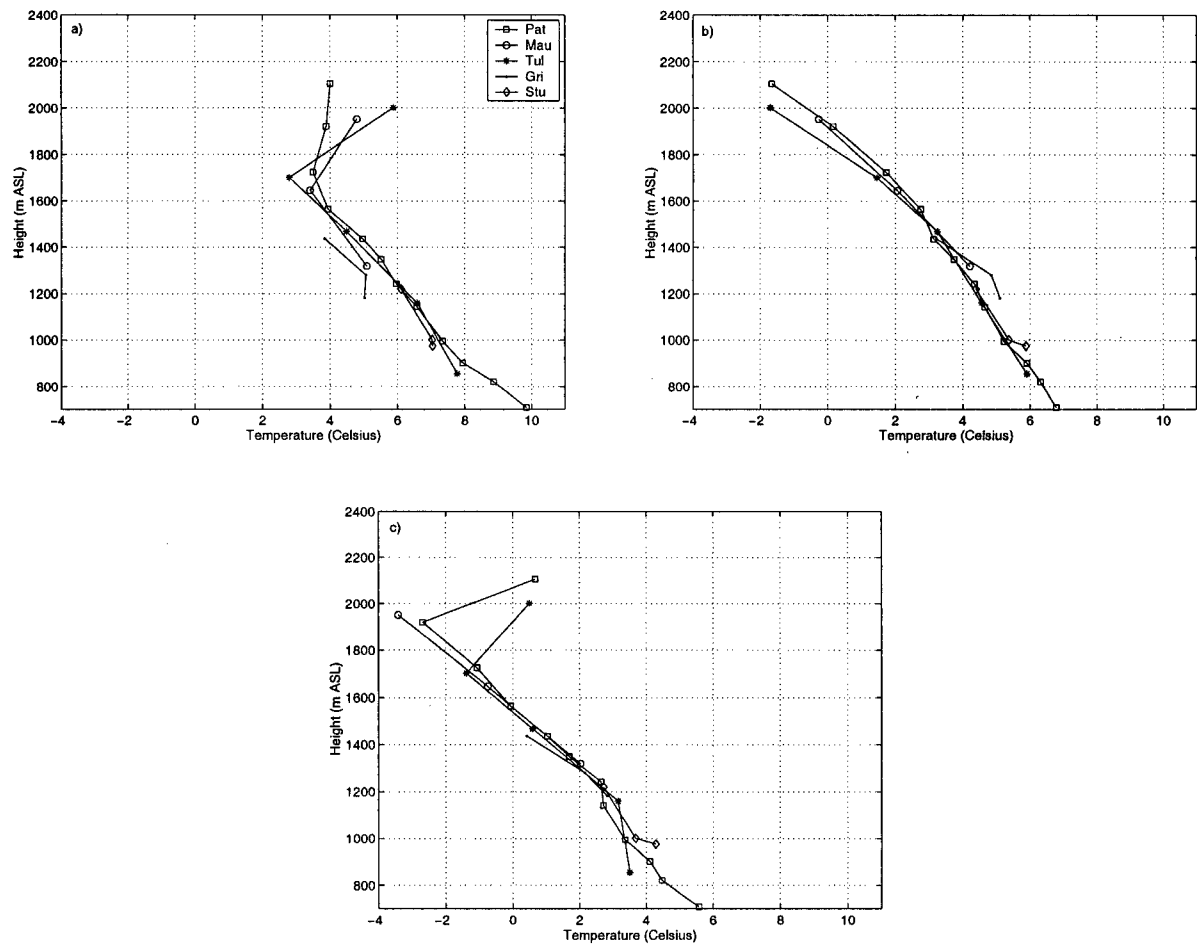 a)
Pat
Mau
Tul
Gri
Stu
2400
2200
2000
1800
1600
1400
1200
1000
800
Height (m ASL)
−4 −2 0 2 4 6 8 10
Temperature (Celsius)
b)
2400
2200
2000
1800
1600
1400
1200
1000
800
Height (m ASL)
−4 −2 0 2 4 6 8 10
Temperature (Celsius)
c)
2400
2200
2000
1800
1600
1400
1200
1000
800
Height (m ASL)
−4 −2 0 2 4 6 8 10
Temperature (Celsius)